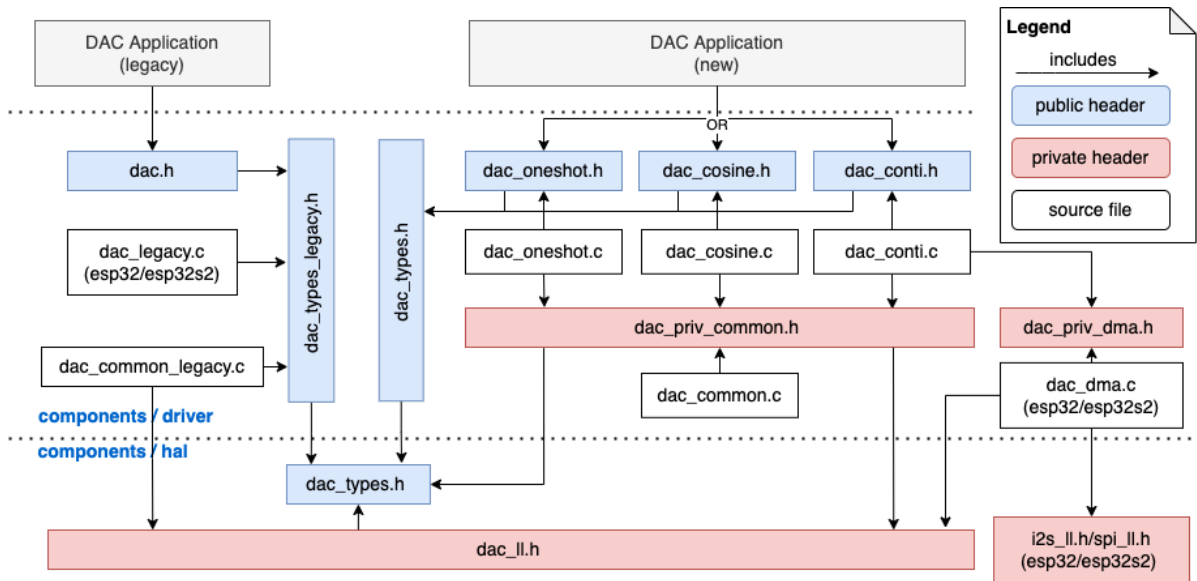 DAC Application
(legacy)
DAC Application
(new)
Legend
includes
public header
private header
source file
OR
dac.h
dac_types_legacy.h
dac_types.h
dac_oneshot.h
dac_cosine.h
dac_conti.h
dac_legacy.c
(esp32/esp32s2)
dac_oneshot.c
dac_cosine.c
dac_conti.c
dac_priv_common.h
dac_priv_dma.h
dac_common_legacy.c
dac_common.c
dac_dma.c
(esp32/esp32s2)
components / driver
components / hal
dac_types.h
dac_ll.h
i2s_ll.h/spi_ll.h
(esp32/esp32s2)